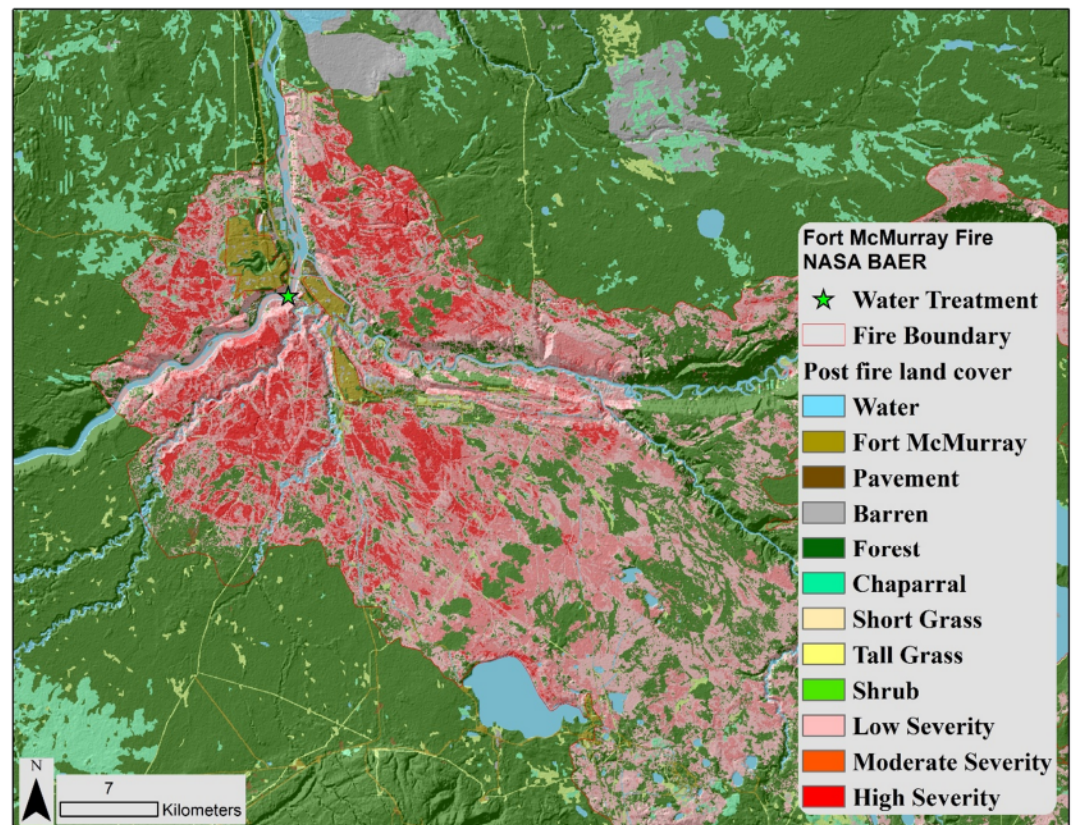 Fort McMurray Fire
NASA BAER
Water Treatment
Fire Boundary
Post fire land cover
Water
Fort McMurray
Pavement
Barren
Forest
Chaparral
Short Grass
Tall Grass
Shrub
Low Severity
Moderate Severity
High Severity
N
7
Kilometers